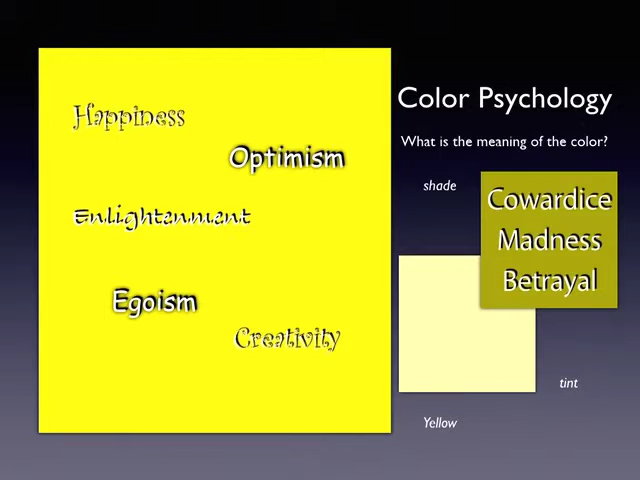 Happiness
Optimism
Enlightenment
Egoism
Creativity
Color Psychology
What is the meaning of the color?
shade
Cowardice
Madness
Betrayal
tint
Yellow